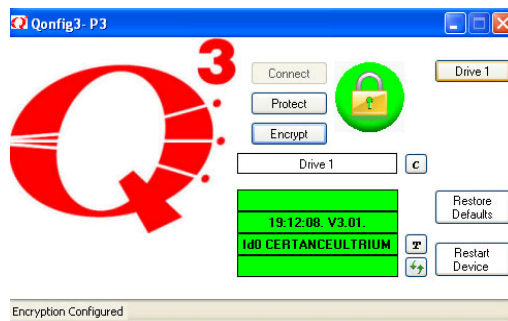 Qonfig3- P3
Q3
Connect
Drive 1
Protect
Encrypt
Drive 1
C
19:12:08. V3.01.
Id0 CERTANCEULTRIUM
T
Restore
Defaults
Restart
Device
Encryption Configured